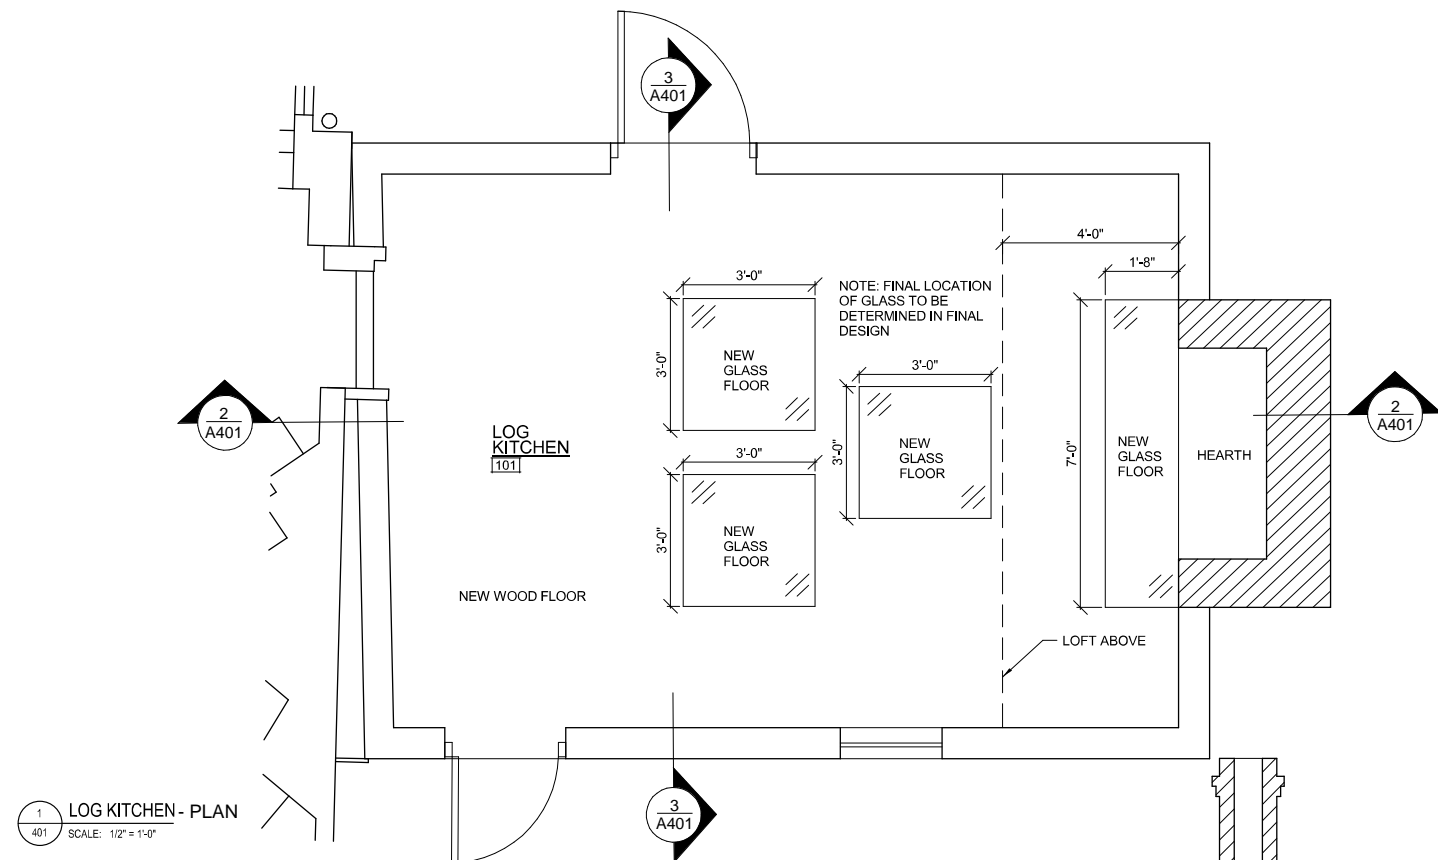 3
A401
4'-0"
1'-8"
3'-0"
NOTE: FINAL LOCATION
OF GLASS TO BE
DETERMINED IN FINAL
DESIGN
3'-0"
NEW
GLASS
FLOOR
3'-0"
2
A401
2
A401
LOG
KITCHEN
101
3'-0"
NEW
GLASS
FLOOR
7'-0"
NEW
GLASS
FLOOR
HEARTH
3'-0"
3'-0"
NEW
GLASS
FLOOR
NEW WOOD FLOOR
LOFT ABOVE
3
A401
1
401
LOG KITCHEN - PLAN
SCALE: 1/2" = 1'-0"